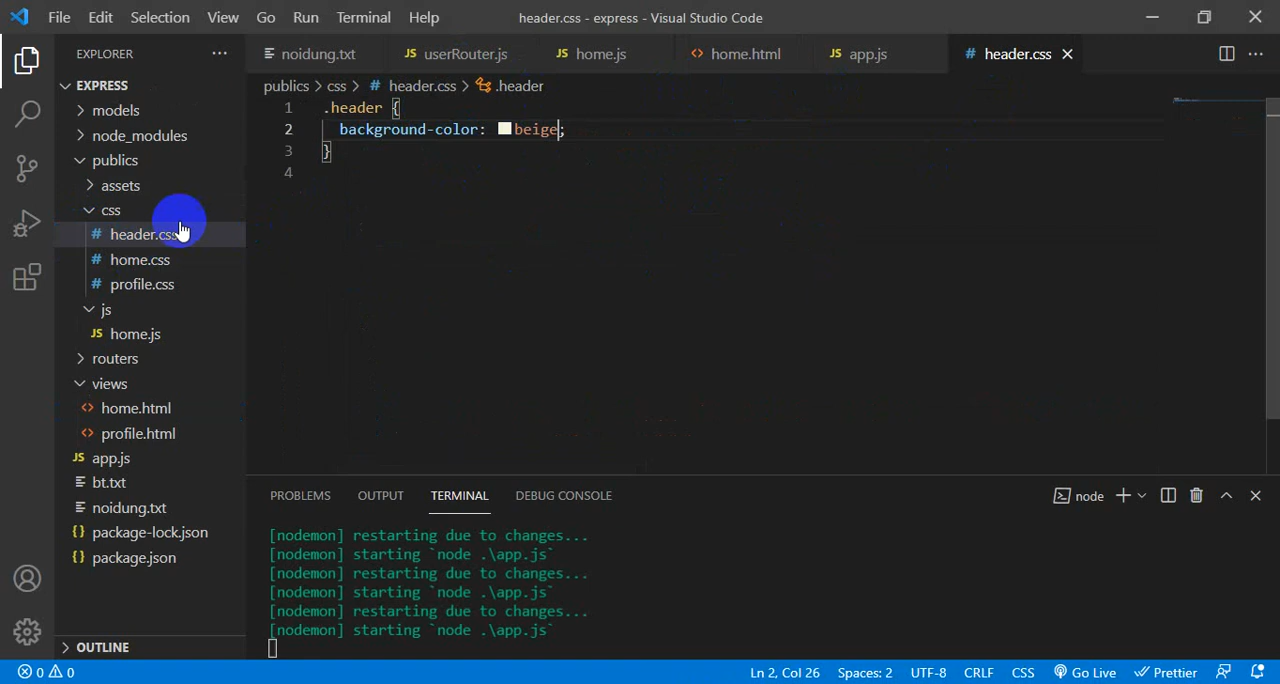 File Edit Selection View Go Run Terminal Help header.css - express - Visual Studio Code
EXPLORER ···
noidung.txt JS userRouter.js JS home.js <> home.html JS app.js # header.css
EXPRESS
models
node_modules
publics
assets
css
# header.css
# home.css
# profile.css
js
JS home.js
routers
views
<> home.html
<> profile.html
JS app.js
bt.txt
noidung.txt
{} package-lock.json
{} package.json
OUTLINE
publics > css > # header.css > .header
1 .header {
2 background-color: beige;
3 }
4
PROBLEMS OUTPUT TERMINAL DEBUG CONSOLE node
[nodemon] restarting due to changes...
[nodemon] starting `node .\app.js`
[nodemon] restarting due to changes...
[nodemon] starting `node .\app.js`
[nodemon] restarting due to changes...
[nodemon] starting `node .\app.js`
0 0 Ln 2, Col 26 Spaces: 2 UTF-8 CRLF CSS Go Live Prettier